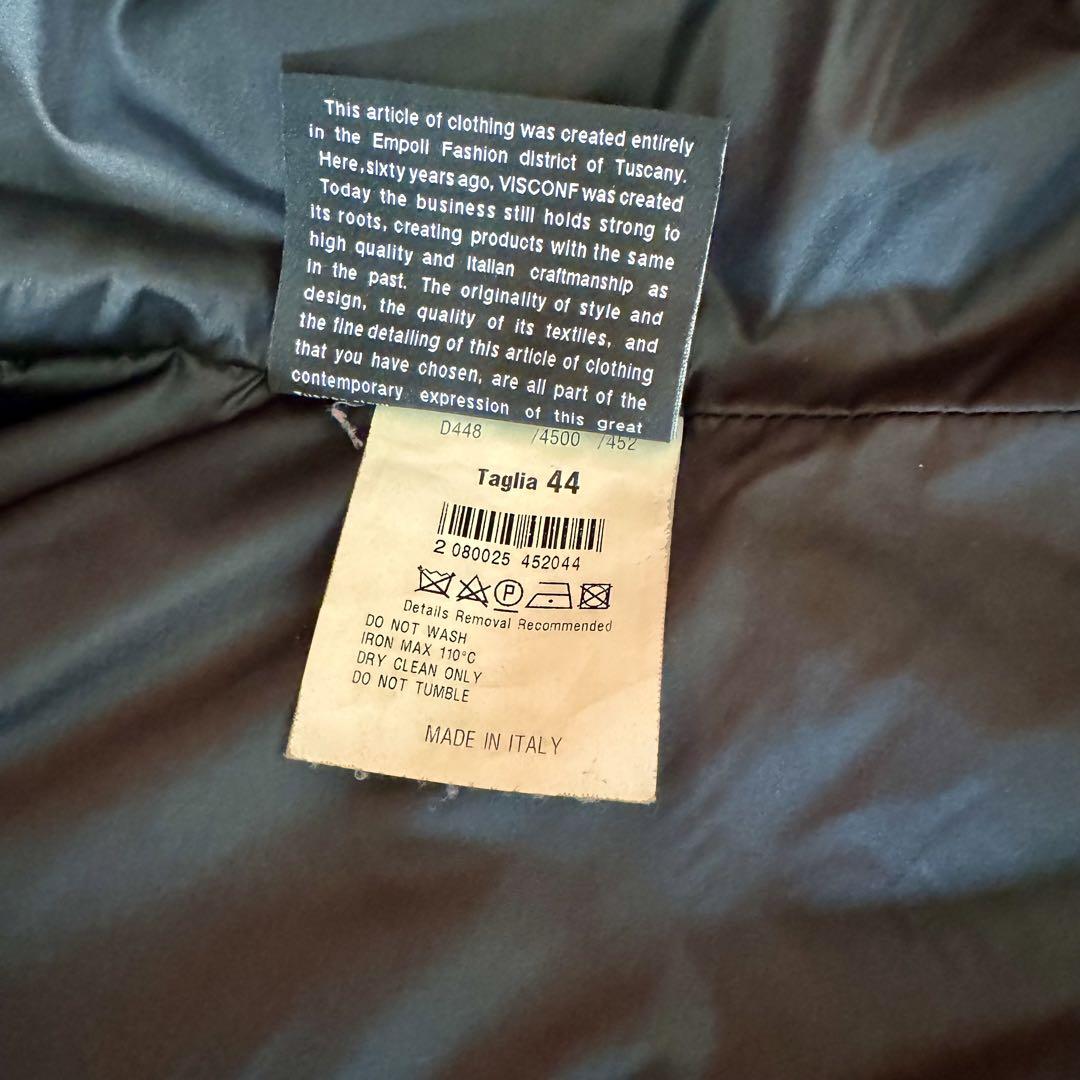 This article of clothing was created entirely
in the Empoli Fashion district of Tuscany.
Here,sixty years ago, VISCONF was created
Today the business still holds strong to
its roots, creating products with the same
high quality and Italian craftmanship as
in the past. The originality of style and
design, the quality of its textiles, and
the fine detailing of this article of clothing
that you have chosen, are all part of the
contemporary expression of this great
D448 /4500 /452
Taglia 44
2 080025 452044
P
Details Removal Recommended
DO NOT WASH
IRON MAX 110°C
DRY CLEAN ONLY
DO NOT TUMBLE
MADE IN ITALY